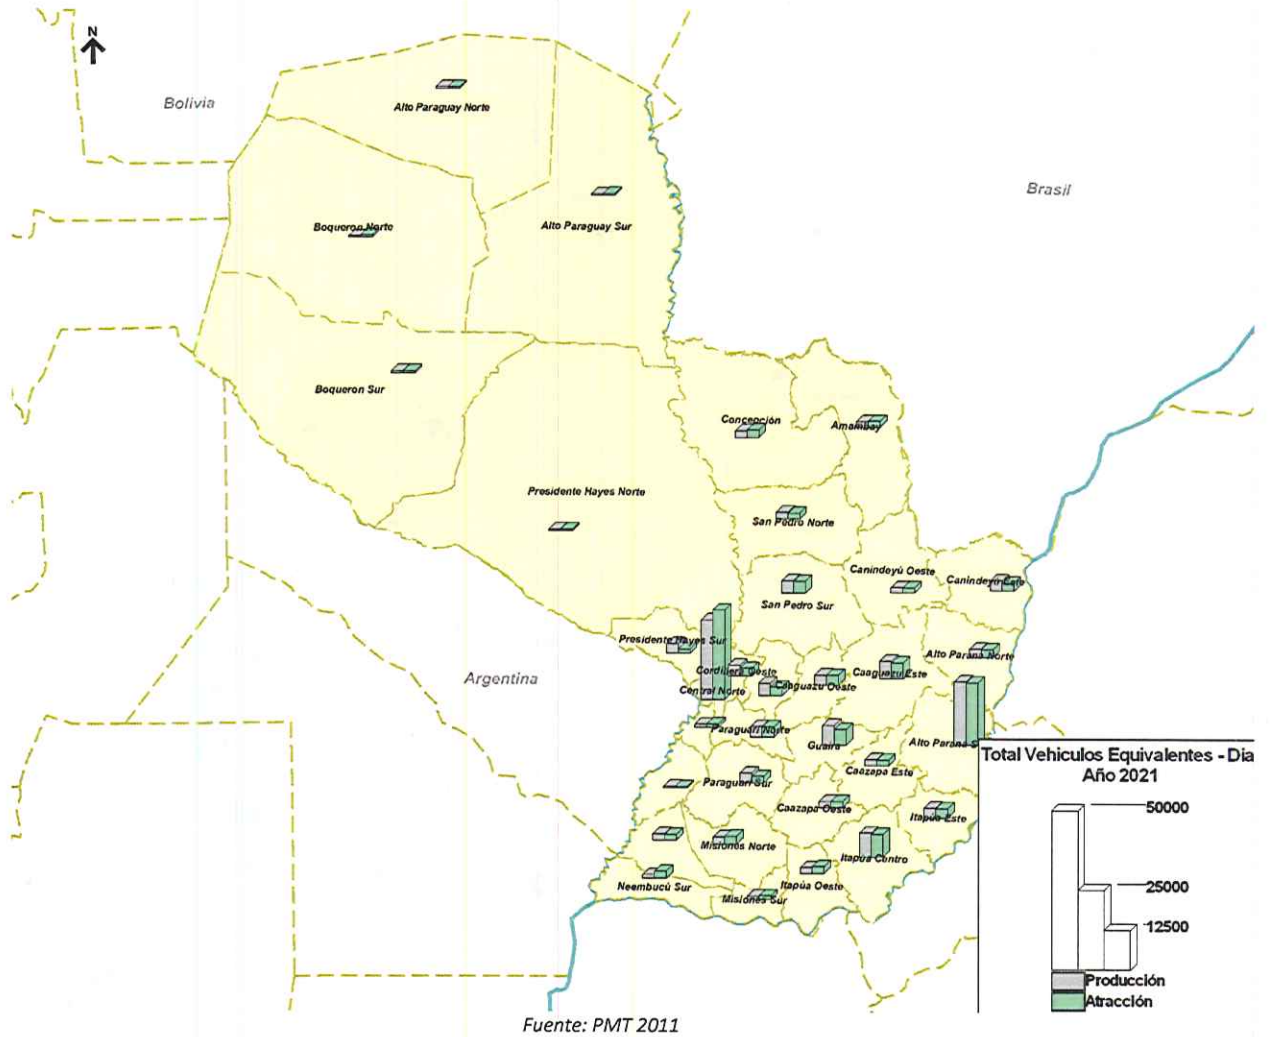 N
Bolivia
Alto Paraguay Norte
Brasil
Boqueron Norte
Alto Paraguay Sur
Boqueron Sur
Concepción
Amambay
Presidente Hayes Norte
San Pedro Norte
Canindeyú Oeste
Canindeyú Este
San Pedro Sur
Presidente Hayes Sur
Alto Paraná Norte
Cordillera Oeste
Caaguazu Este
Argentina
Central Norte
Caaguazu Oeste
Paraguarí Norte
Guaira
Alto Parana S
Caazapa Este
Paraguarí Sur
Caazapa Oeste
Itapúa Este
Misiones Norte
Itapúa Centro
Neembucú Sur
Itapúa Oeste
Misiones Sur
Total Vehiculos Equivalentes - Dia
Año 2021
50000
25000
12500
Producción
Atracción
Fuente: PMT 2011